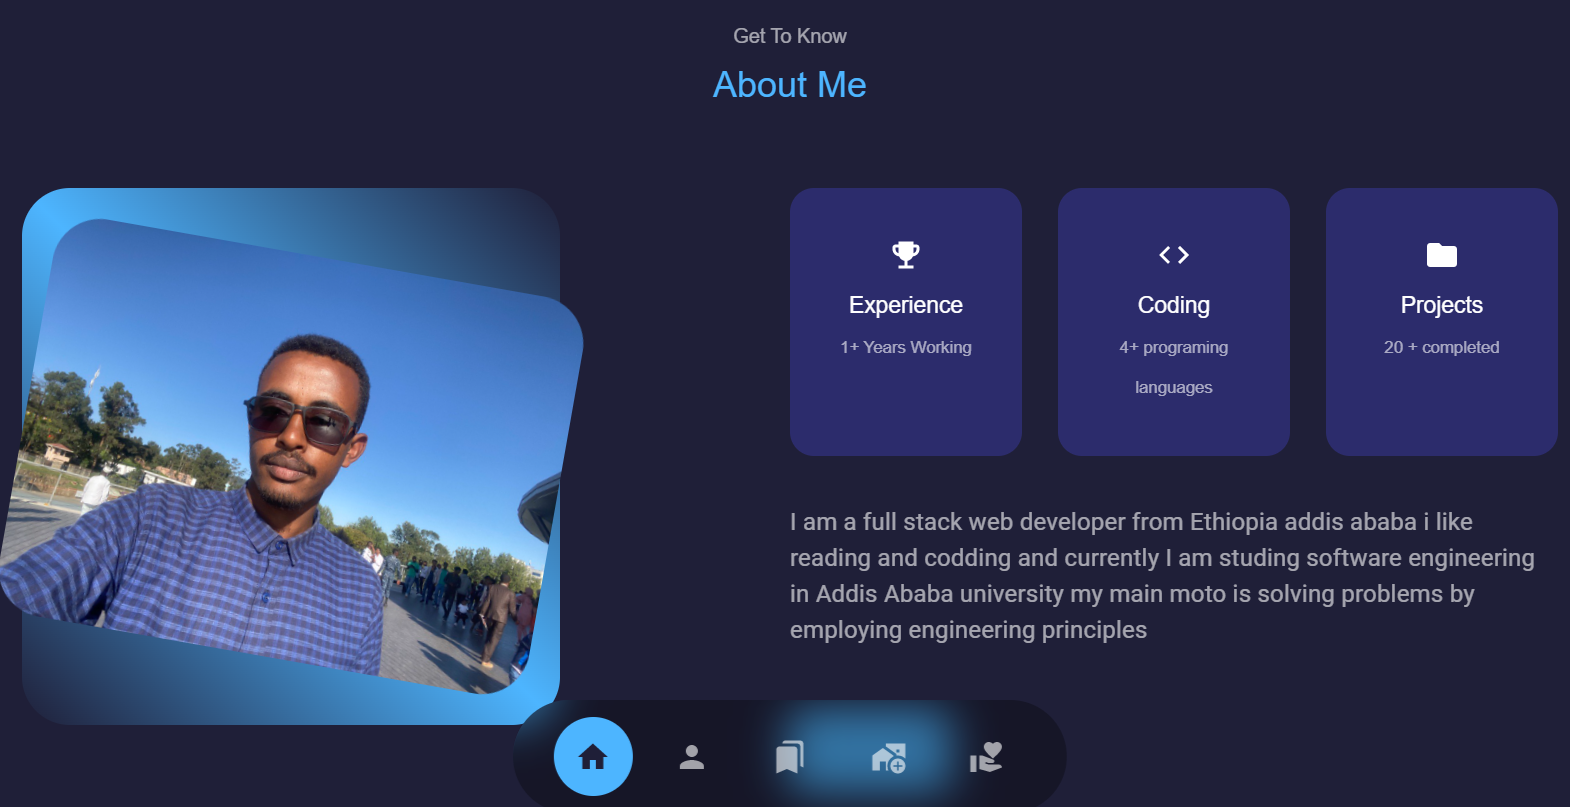 Get To Know
About Me
Experience
1+ Years Working
Coding
4+ programing
languages
Projects
20 + completed
I am a full stack web developer from Ethiopia addis ababa i like
reading and codding and currently I am studing software engineering
in Addis Ababa university my main moto is solving problems by
employing engineering principles